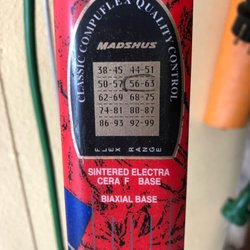 CLASSIC COMPUFLEX QUALITY CONTROL
MADSHUS
38-45 44-51
50-57 56-63
62-69 68-75
74-81 80-87
86-93 92-99
FLEX RANGE
SINTERED ELECTRA
CERA F BASE
BIAXIAL BASE